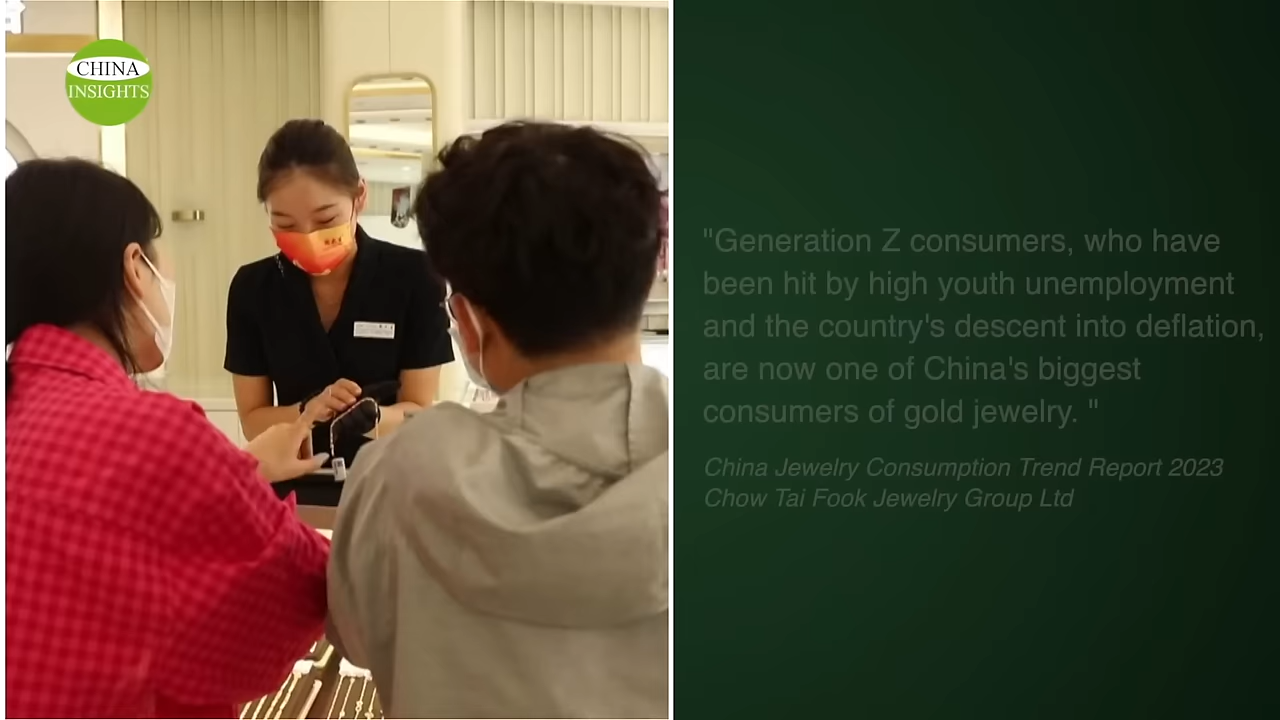 CHINA
INSIGHTS
"Generation Z consumers, who have
been hit by high youth unemployment
and the country's descent into deflation,
are now one of China's biggest
consumers of gold jewelry. "
China Jewelry Consumption Trend Report 2023
Chow Tai Fook Jewelry Group Ltd